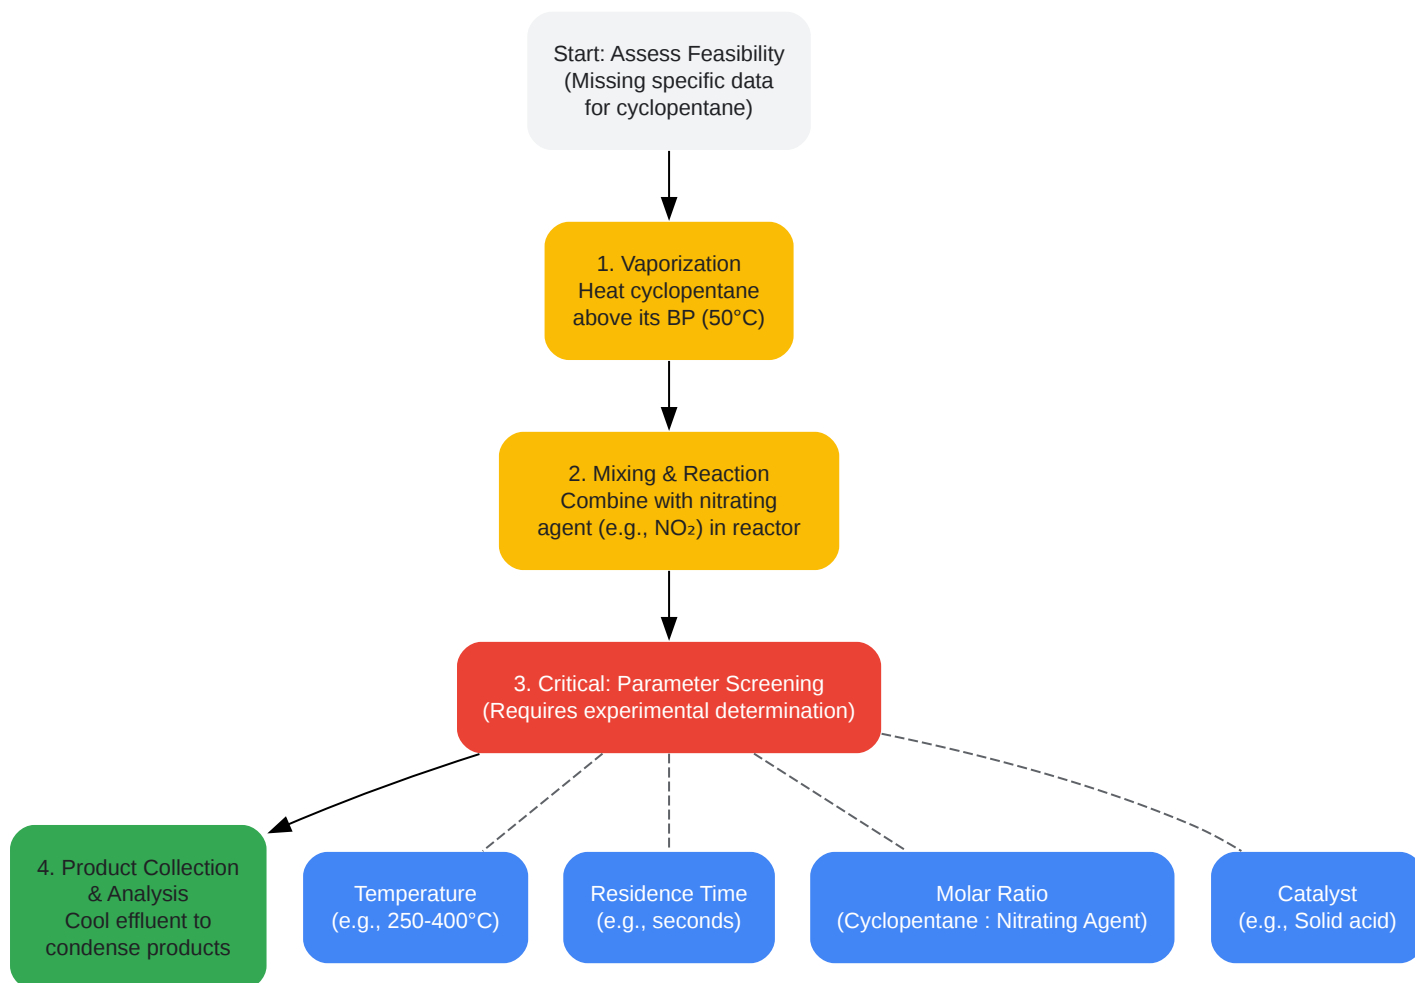 Start: Assess Feasibility
(Missing specific data
for cyclopentane)
1. Vaporization
Heat cyclopentane
above its BP (50°C)
2. Mixing & Reaction
Combine with nitrating
agent (e.g., NO₂) in reactor
3. Critical: Parameter Screening
(Requires experimental determination)
4. Product Collection
& Analysis
Cool effluent to
condense products
Temperature
(e.g., 250-400°C)
Residence Time
(e.g., seconds)
Molar Ratio
(Cyclopentane : Nitrating Agent)
Catalyst
(e.g., Solid acid)